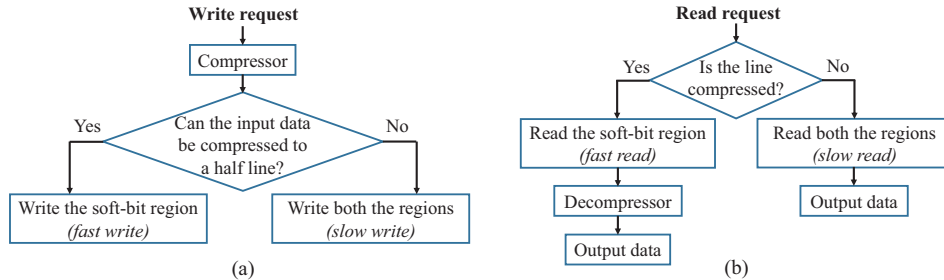 Write request
Compressor
Can the input data
be compressed to
a half line?
Yes
No
Write the soft-bit region
(fast write)
Write both the regions
(slow write)
(a)
Read request
Is the line
compressed?
Yes
No
Read the soft-bit region
(fast read)
Read both the regions
(slow read)
Decompressor
Output data
Output data
(b)